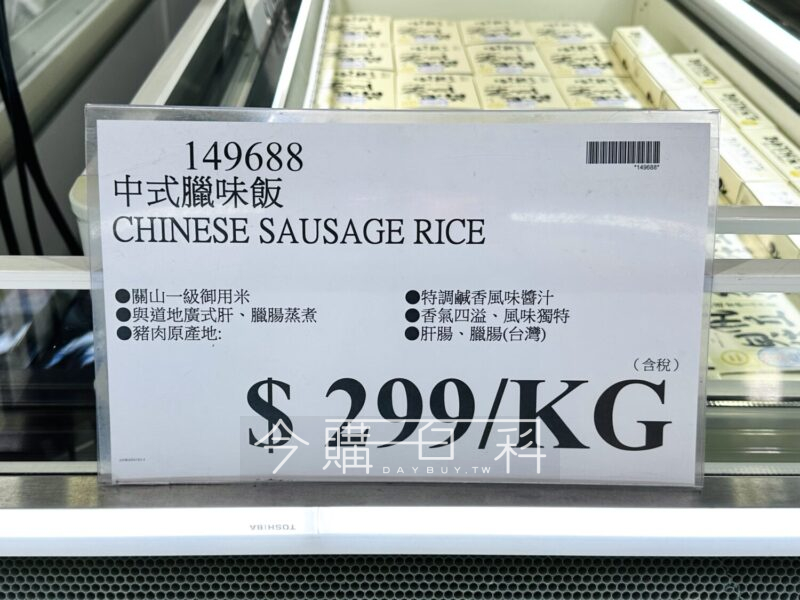 149688
*149688*
中式臘味飯
CHINESE SAUSAGE RICE
●關山一級御用米
●與道地廣式肝、臘腸蒸煮
●豬肉原產地:
●特調鹹香風味醬汁
●香氣四溢、風味獨特
●肝腸、臘腸(台灣)
(含稅)
$ 299/KG
今購百科
DAYBUY.TW
TOSHIBA